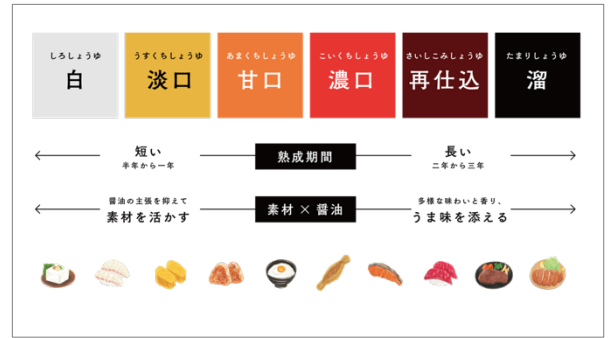 しろしょうゆ
白
うすくちしょうゆ
淡口
あまくちしょうゆ
甘口
こいくちしょうゆ
濃口
さいしこみしょうゆ
再仕込
たまりしょうゆ
溜
短い
半年から一年
熟成期間
長い
二年から三年
醤油の主張を抑えて
素材を活かす
素材 × 醤油
多様な味わいと香り、
うま味を添える